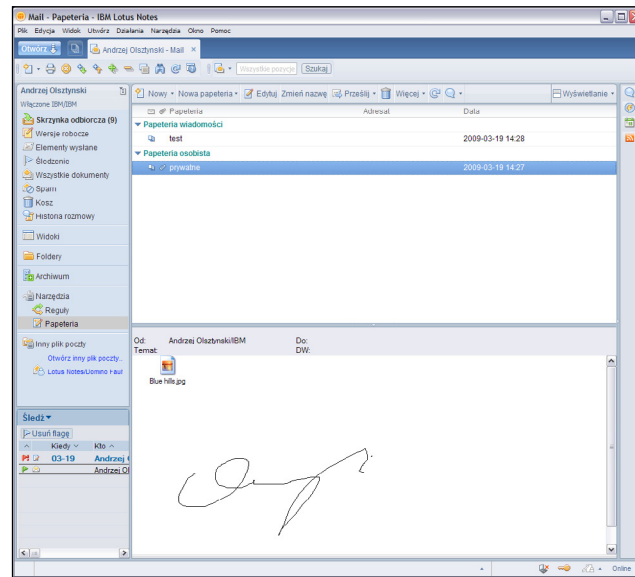 Mail - Papeteria - IBM Lotus Notes
Plik Edycja Widok Utwórz Działania Narzędzia Okno Pomoc
Otwórz
Andrzej Olsztynski - Mail ×
Wszystkie pozycje Szukaj
Andrzej Olsztynski
Włączone IBM/IBM
Skrzynka odbiorcza (9)
Wersje robocze
Elementy wysłane
Śledzenie
Wszystkie dokumenty
Spam
Kosz
Historia rozmowy
Widoki
Foldery
Archiwum
Narzędzia
Reguły
Papeteria
Inny plik poczty
Otwórz inny plik poczty..
Śledź
Usuń flagę
Kiedy Kto
03-19 Andrzej
Andrzej Ol
Nowy Nowa papeteria Edytuj Zmień nazwę Prześlij Więcej Wyświetlanie
Papeteria Adresat Data
Papeteria wiadomości
test 2009-03-19 14:28
Papeteria osobista
prywatne 2009-03-19 14:27
Od: Andrzej Olsztynski/IBM Do:
Temat: DW:
Blue hills.jpg
Online